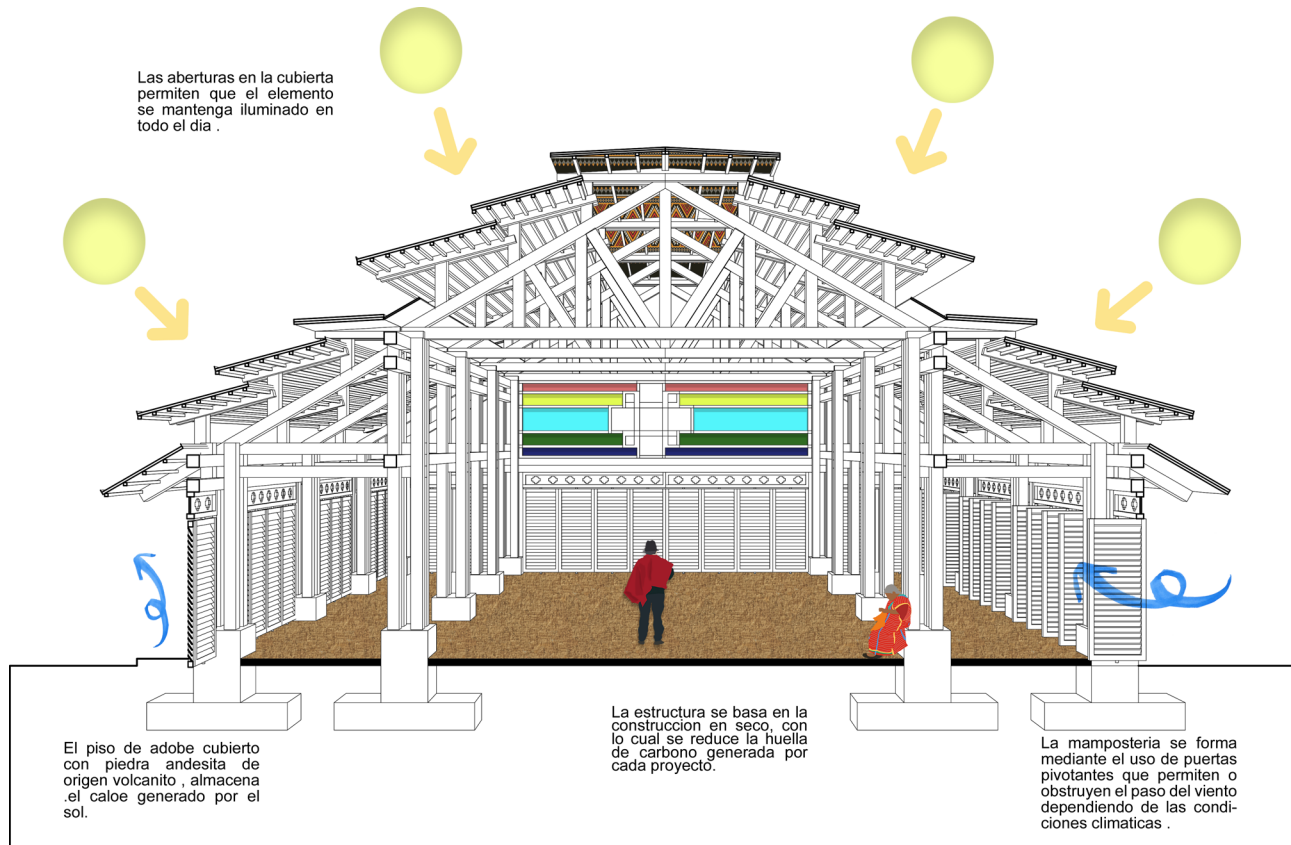 Las aberturas en la cubierta
permiten que el elemento
se mantenga iluminado en
todo el dia .
El piso de adobe cubierto
con piedra andesita de
origen volcanito , almacena
.el caloe generado por el
sol.
La estructura se basa en la
construccion en seco, con
lo cual se reduce la huella
de carbono generada por
cada proyecto.
La mamposteria se forma
mediante el uso de puertas
pivotantes que permiten o
obstruyen el paso del viento
dependiendo de las condi-
ciones climaticas .